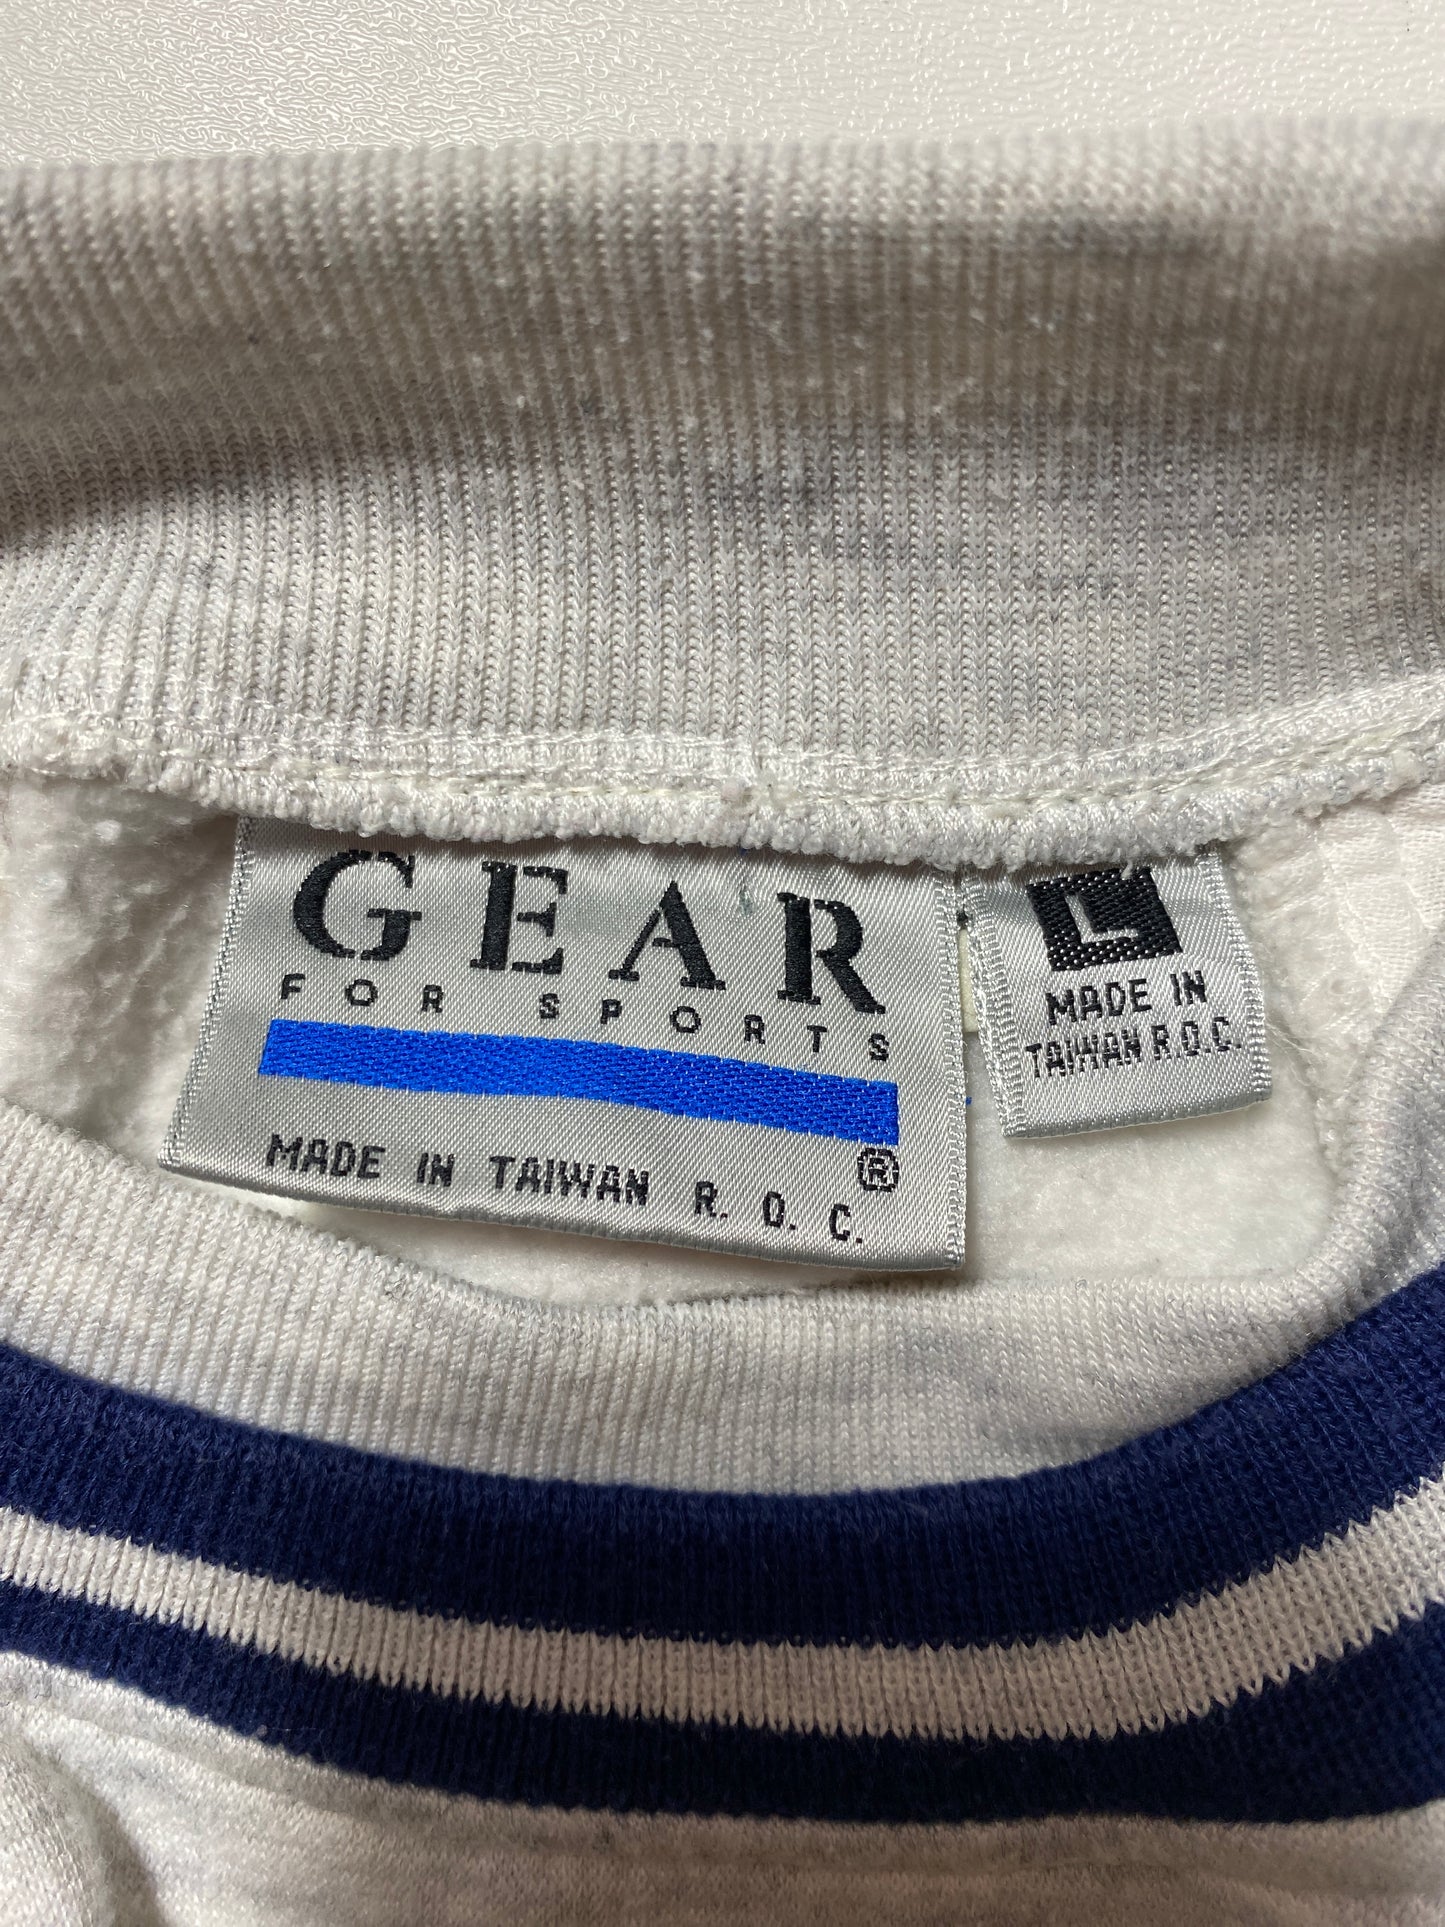 GEAR
FOR SPORTS
®
MADE IN TAIWAN R.O.C.
L
MADE IN
TAIWAN R.O.C.